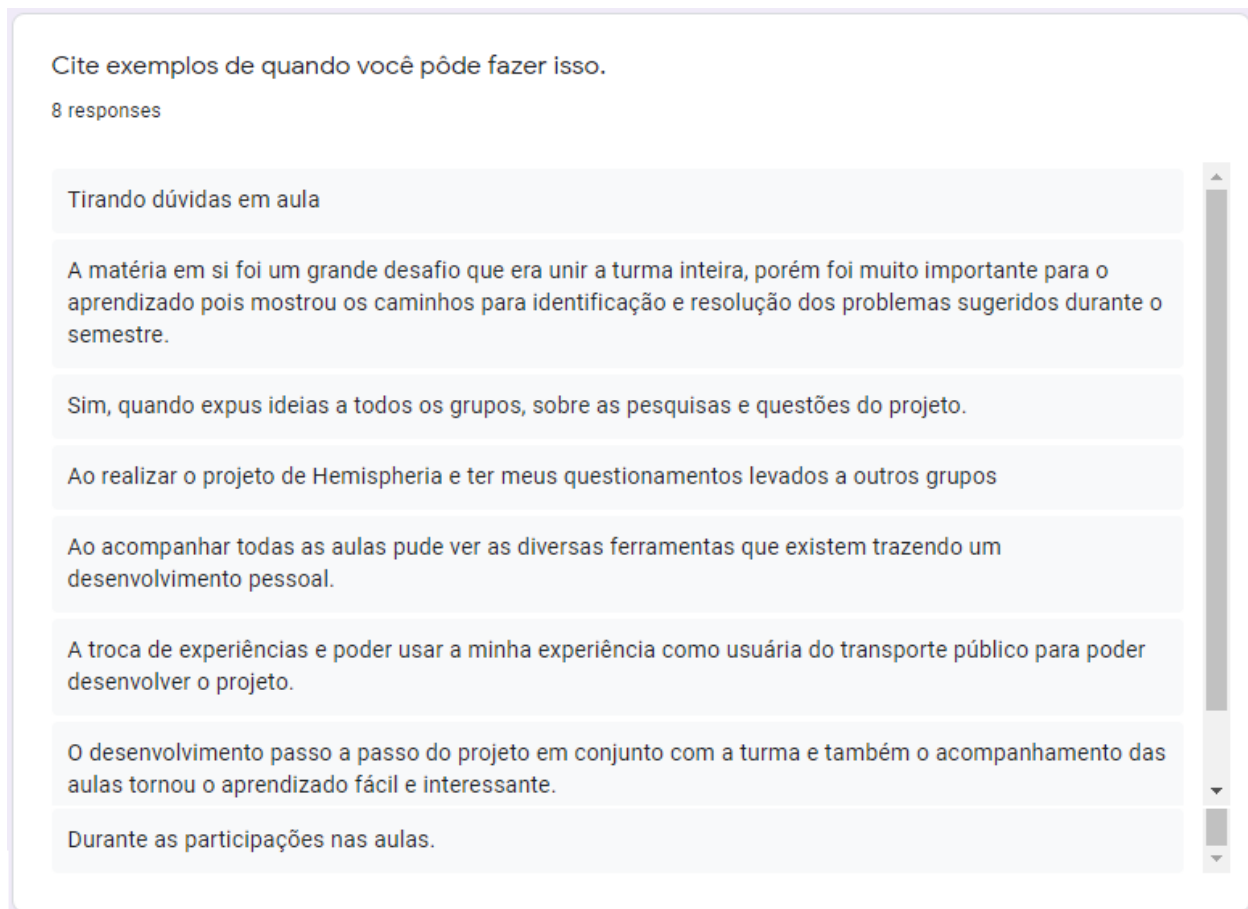 Cite exemplos de quando você pôde fazer isso.
8 responses
Tirando dúvidas em aula
A matéria em si foi um grande desafio que era unir a turma inteira, porém foi muito importante para o
aprendizado pois mostrou os caminhos para identificação e resolução dos problemas sugeridos durante o
semestre.
Sim, quando expus ideias a todos os grupos, sobre as pesquisas e questões do projeto.
Ao realizar o projeto de Hemispheria e ter meus questionamentos levados a outros grupos
Ao acompanhar todas as aulas pude ver as diversas ferramentas que existem trazendo um
desenvolvimento pessoal.
A troca de experiências e poder usar a minha experiência como usuária do transporte público para poder
desenvolver o projeto.
O desenvolvimento passo a passo do projeto em conjunto com a turma e também o acompanhamento das
aulas tornou o aprendizado fácil e interessante.
Durante as participações nas aulas.